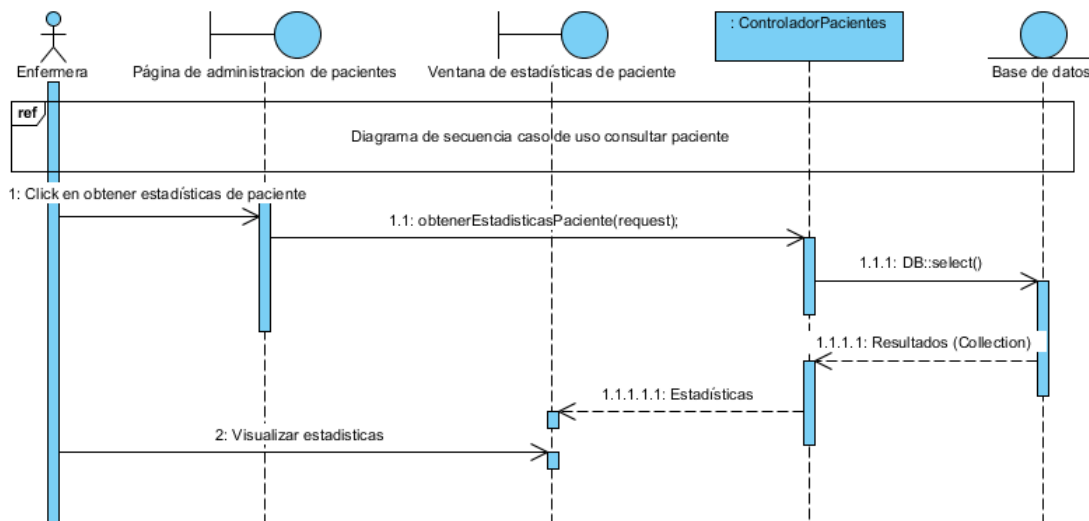 : ControladorPacientes
Enfermera
Página de administracion de pacientes
Ventana de estadísticas de paciente
Base de datos
ref
Diagrama de secuencia caso de uso consultar paciente
1: Click en obtener estadísticas de paciente
1.1: obtenerEstadisticasPaciente(request);
1.1.1: DB::select()
1.1.1.1: Resultados (Collection)
1.1.1.1.1: Estadísticas
2: Visualizar estadisticas